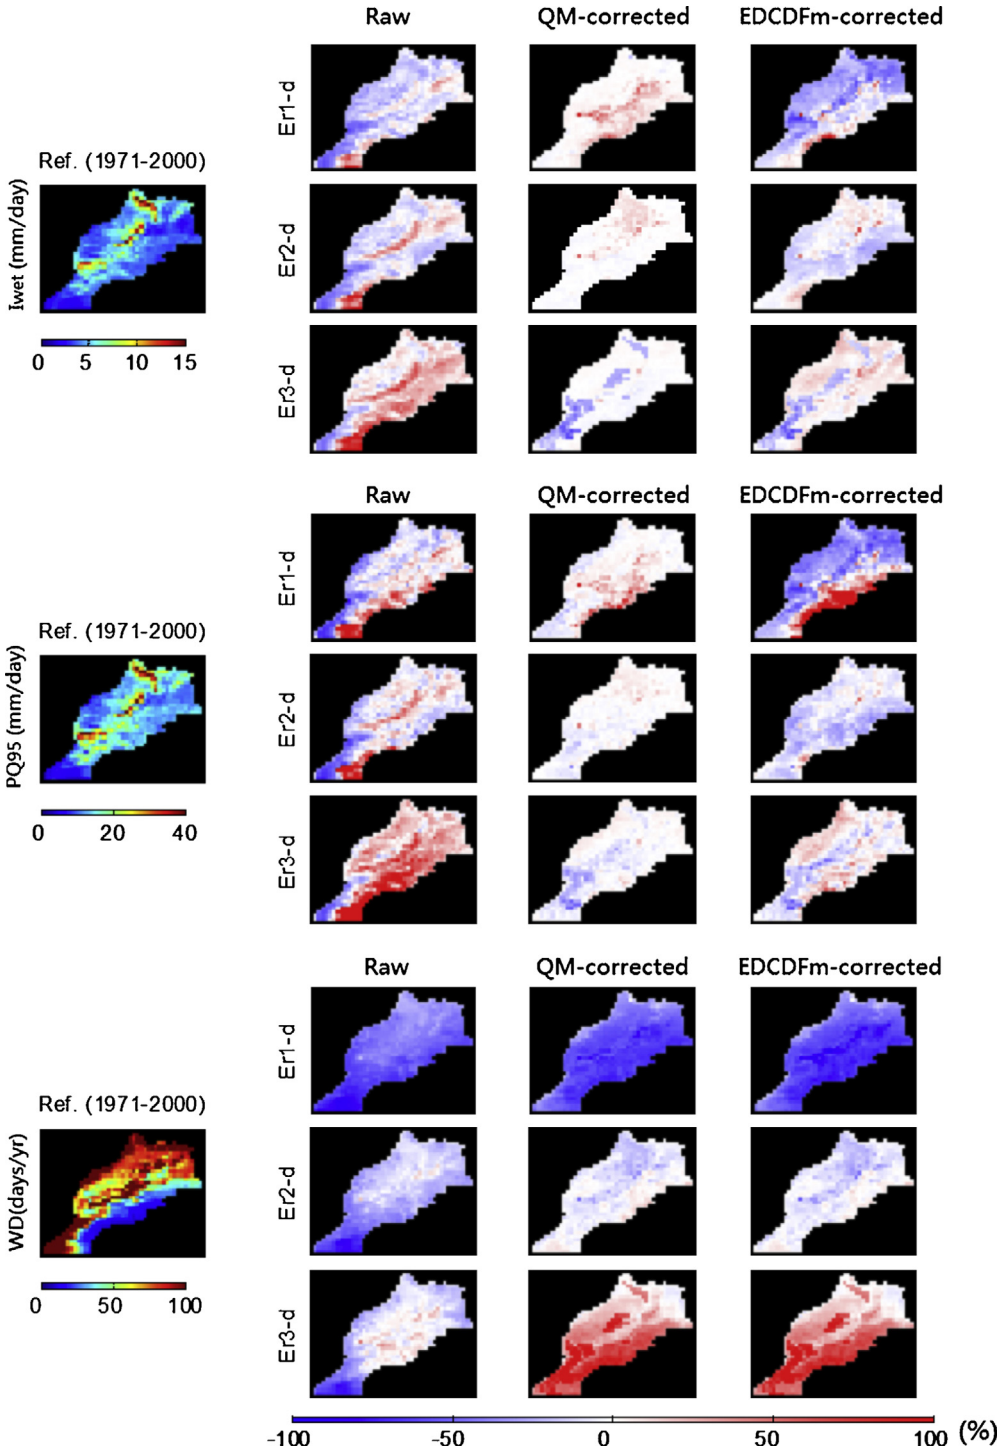 Raw QM-corrected EDCDFm-corrected
Er1-d
Ref. (1971-2000)
Iwet (mm/day)
Er2-d
0 5 10 15
Er3-d
Raw QM-corrected EDCDFm-corrected
Er1-d
Ref. (1971-2000)
PQ95 (mm/day)
Er2-d
0 20 40
Er3-d
Raw QM-corrected EDCDFm-corrected
Er1-d
Ref. (1971-2000)
WD(days/yr)
Er2-d
0 50 100
Er3-d
-100 -50 0 50 100 (%)